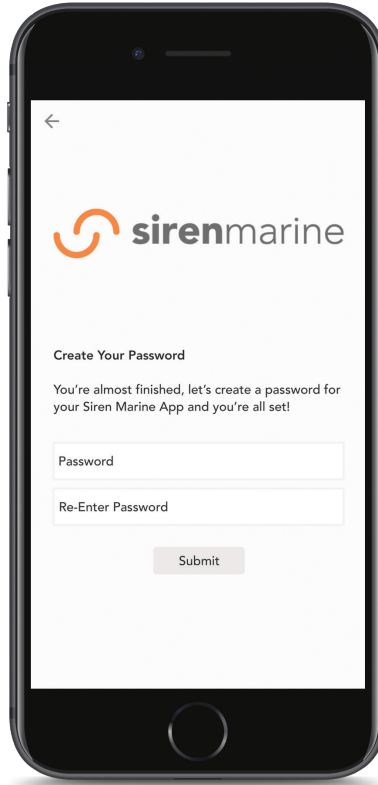 sirenmarine
Create Your Password
You're almost finished, let's create a password for
your Siren Marine App and you're all set!
Password
Re-Enter Password
Submit